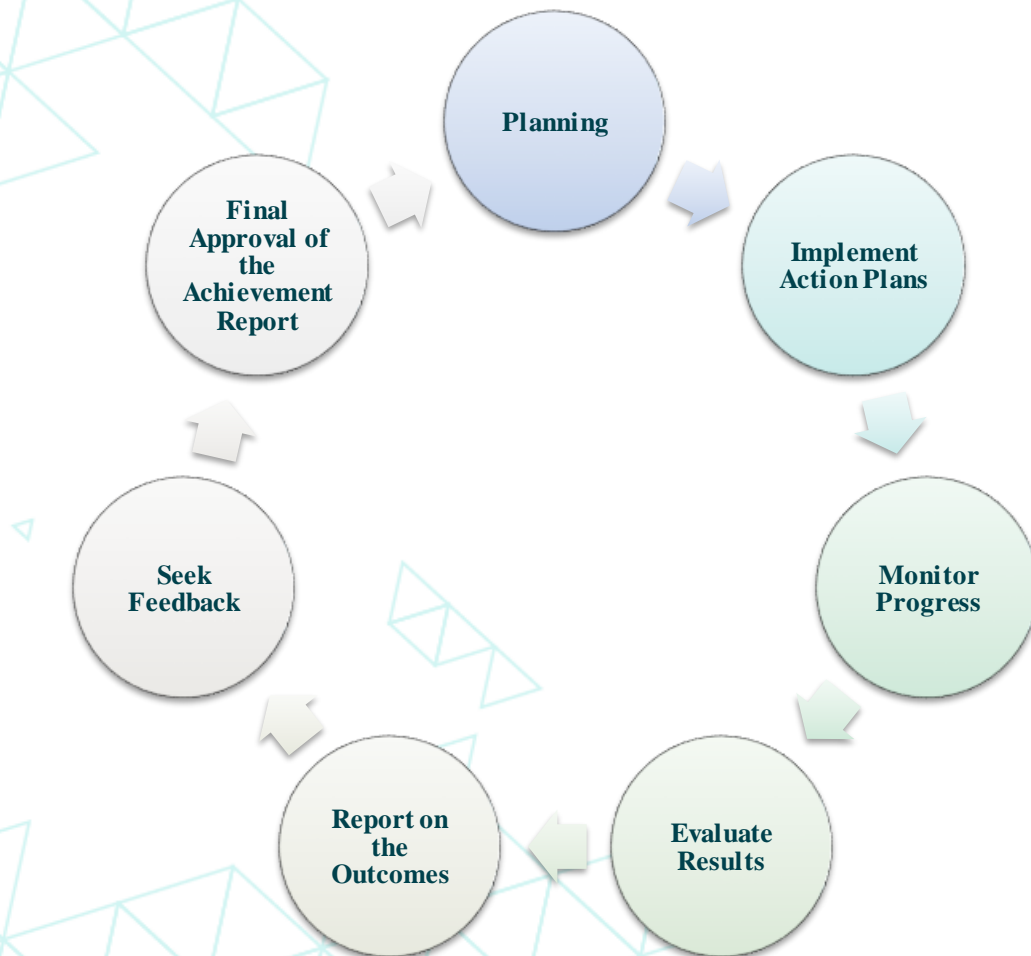 Planning
Implement
Action Plans
Monitor
Progress
Evaluate
Results
Report on
the
Outcomes
Seek
Feedback
Final
Approval of
the
Achievement
Report